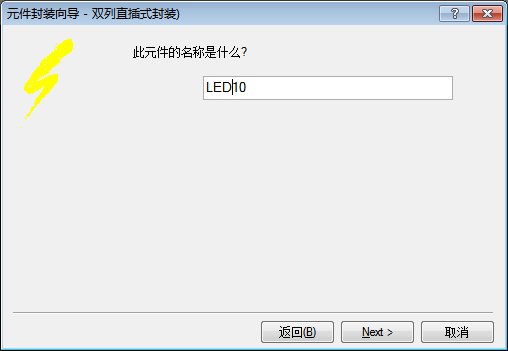 元件封装向导 - 双列直插式封装)
此元件的名称是什么?
LED10
返回(B)
Next >
取消